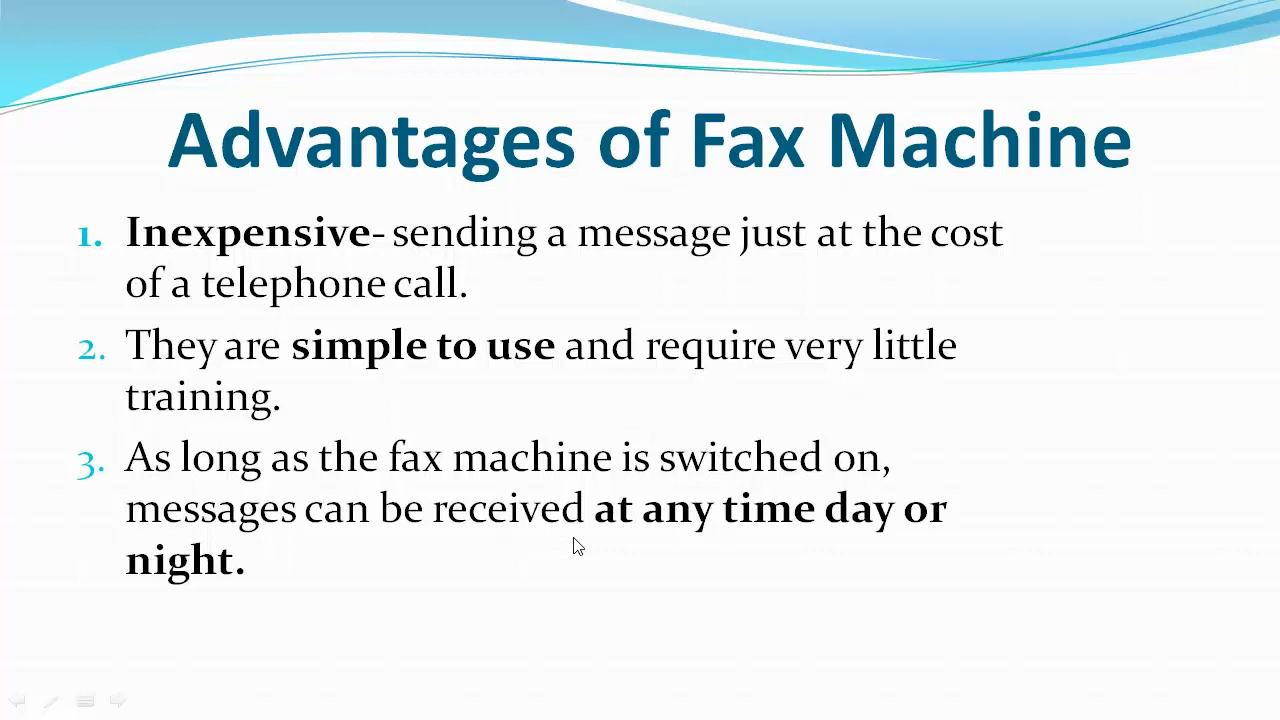 Advantages of Fax Machine
1. Inexpensive- sending a message just at the cost
of a telephone call.
2. They are simple to use and require very little
training.
3. As long as the fax machine is switched on,
messages can be received at any time day or
night.